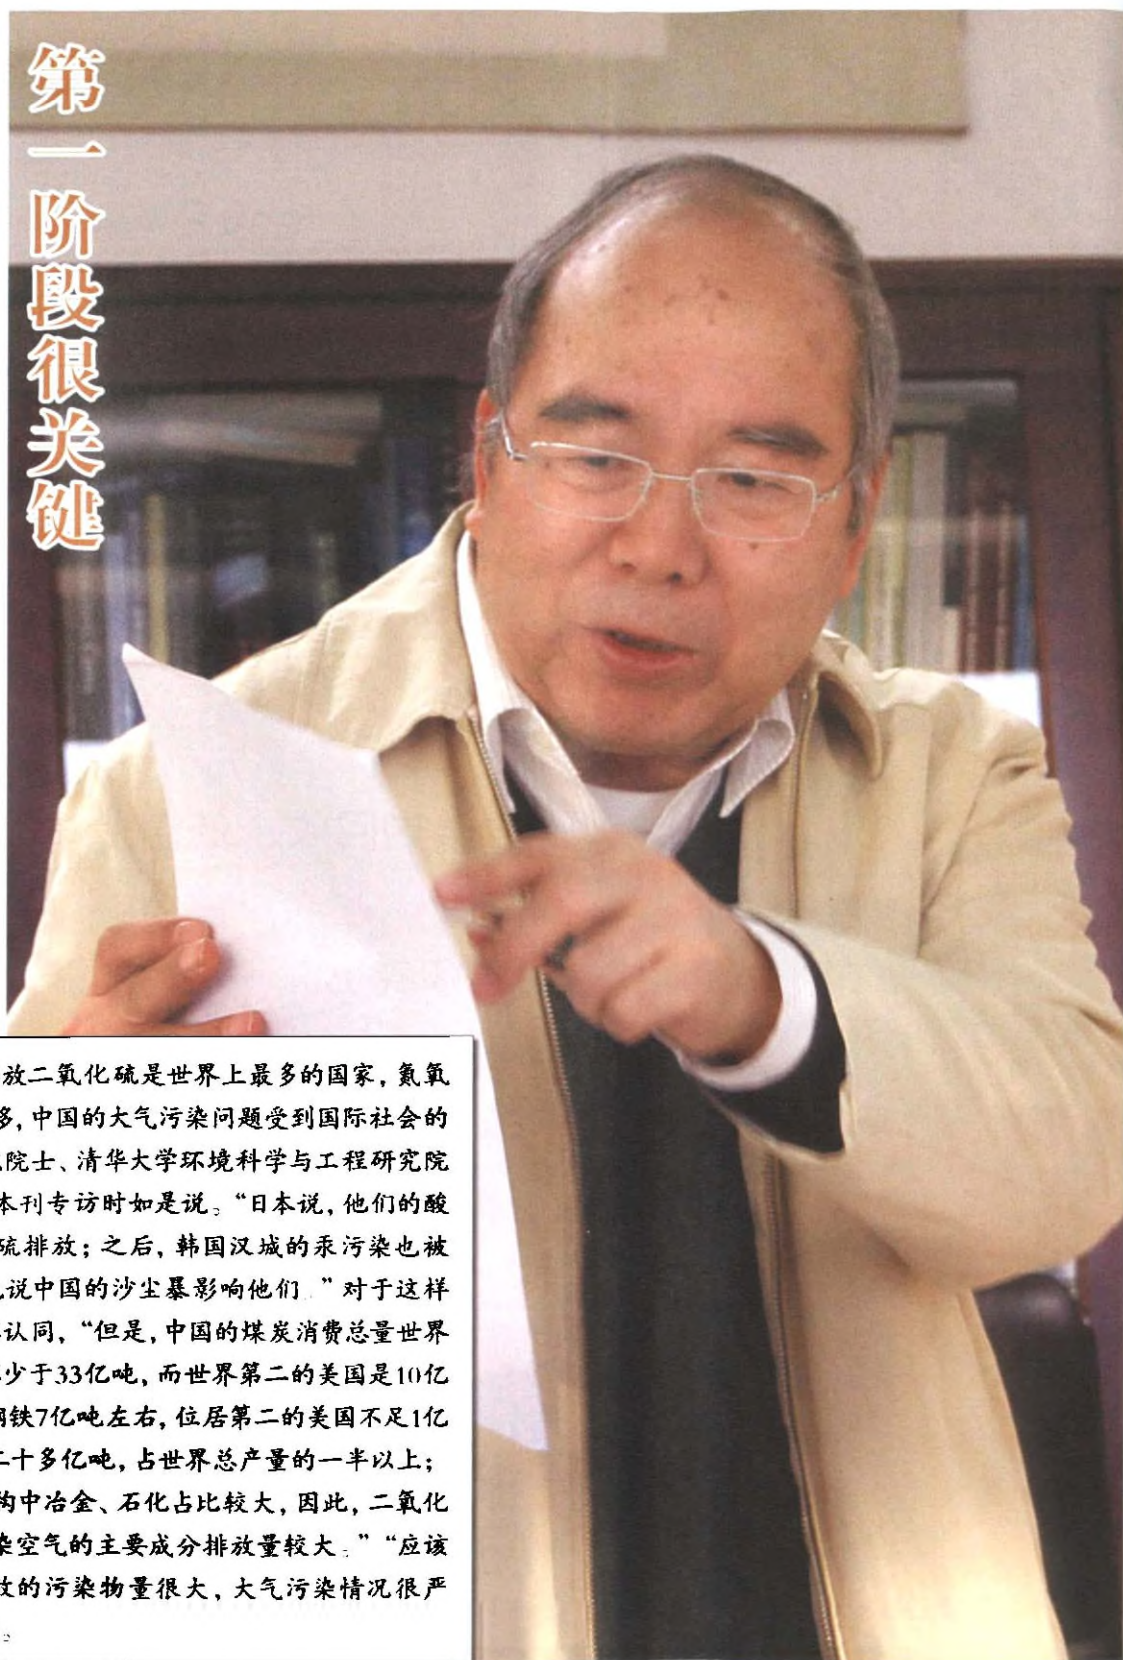 第一阶段很关键
放二氧化硫是世界上最多的国家，氮氧
多，中国的大气污染问题受到国际社会的
院士、清华大学环境科学与工程研究院
本刊专访时如是说。“日本说，他们的酸
硫排放；之后，韩国汉城的汞污染也被
说中国的沙尘暴影响他们。”对于这样
认同，“但是，中国的煤炭消费总量世界
少于33亿吨，而世界第二的美国是10亿
钢铁7亿吨左右，位居第二的美国不足1亿
二十多亿吨，占世界总产量的一半以上；
构中冶金、石化占比较大，因此，二氧化
染空气的主要成分排放量较大。”“应该
放的污染物量很大，大气污染情况很严